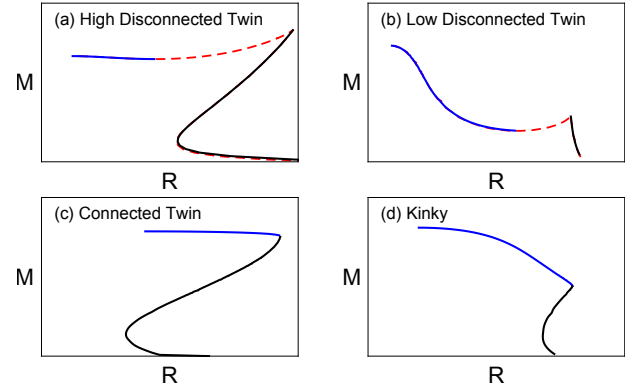 (a) High Disconnected Twin
M
R
(b) Low Disconnected Twin
M
R
(c) Connected Twin
M
R
(d) Kinky
M
R